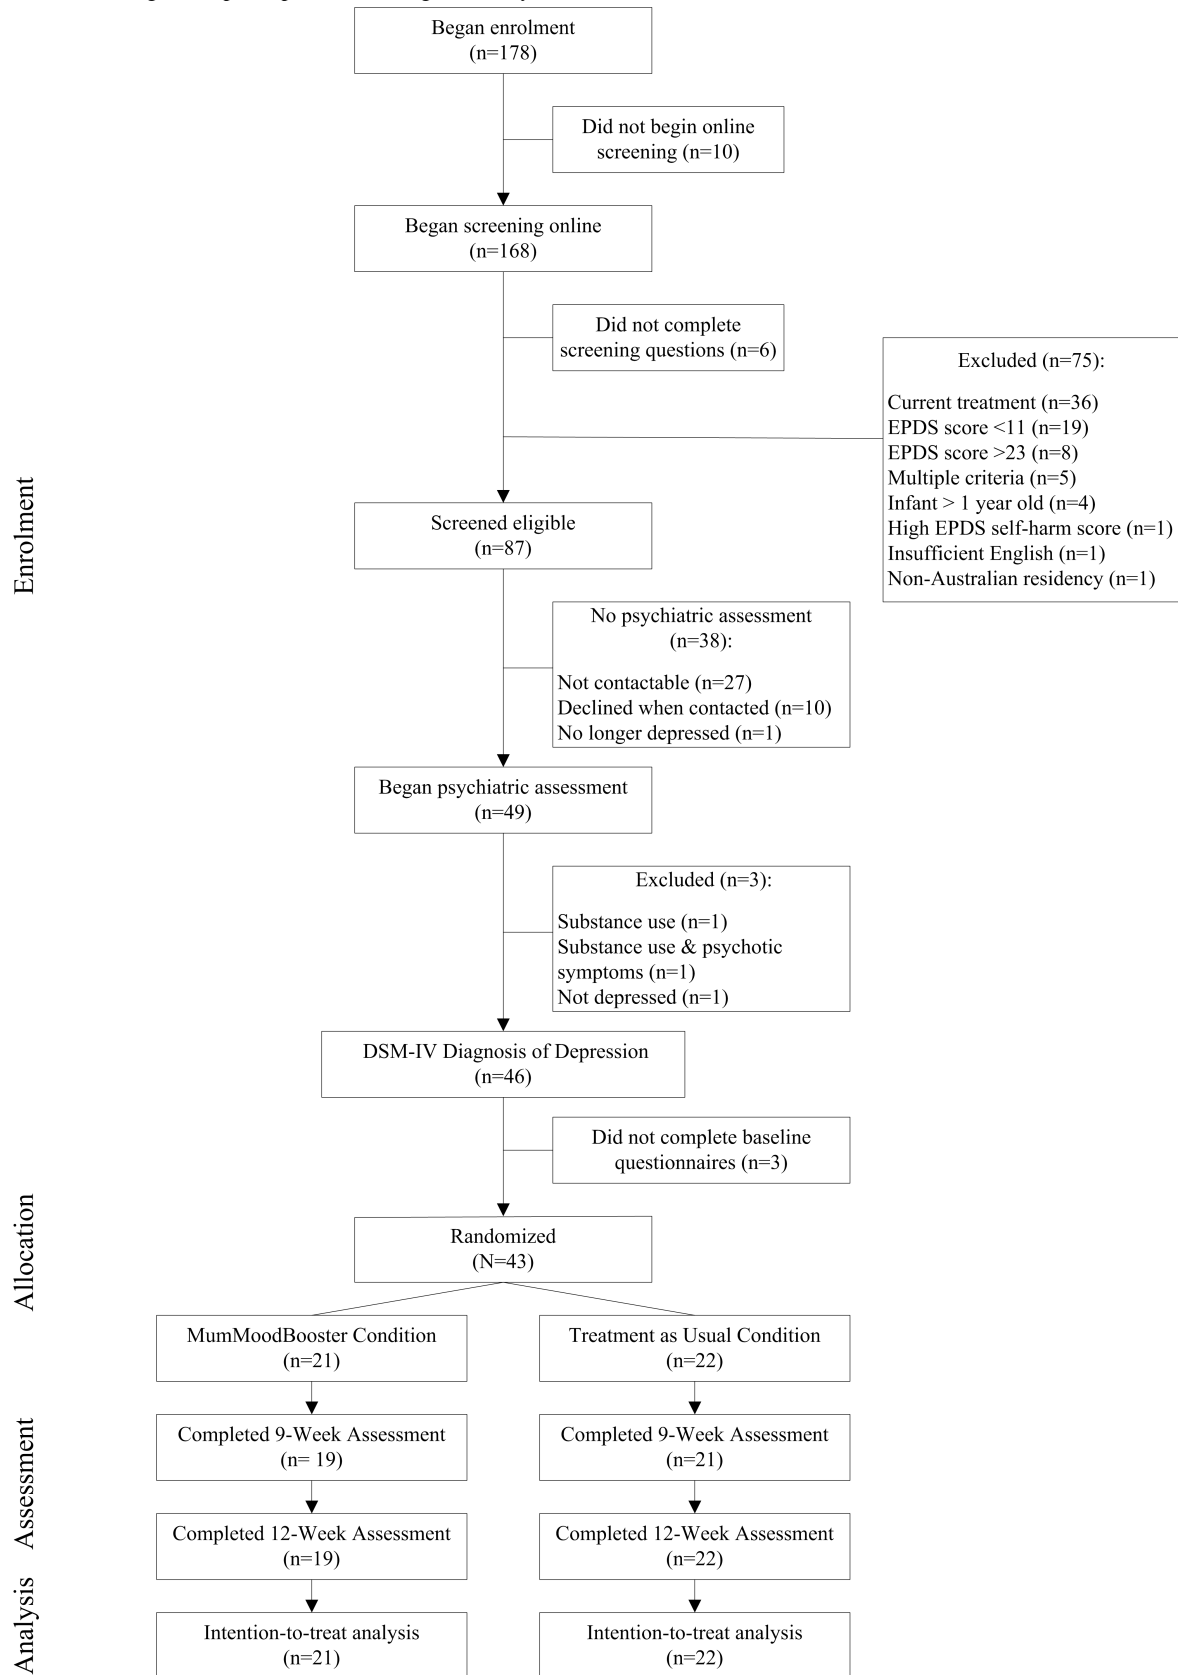 Began enrolment
(n=178)
Did not begin online
screening (n=10)
Began screening online
(n=168)
Did not complete
screening questions (n=6)
Excluded (n=75):
Current treatment (n=36)
EPDS score <11 (n=19)
EPDS score >23 (n=8)
Multiple criteria (n=5)
Infant > 1 year old (n=4)
High EPDS self-harm score (n=1)
Insufficient English (n=1)
Non-Australian residency (n=1)
Enrolment
Screened eligible
(n=87)
No psychiatric assessment
(n=38):
Not contactable (n=27)
Declined when contacted (n=10)
No longer depressed (n=1)
Began psychiatric assessment
(n=49)
Excluded (n=3):
Substance use (n=1)
Substance use & psychotic
symptoms (n=1)
Not depressed (n=1)
DSM-IV Diagnosis of Depression
(n=46)
Did not complete baseline
questionnaires (n=3)
Allocation
Randomized
(N=43)
MumMoodBooster Condition
(n=21)
Treatment as Usual Condition
(n=22)
Assessment
Completed 9-Week Assessment
(n= 19)
Completed 9-Week Assessment
(n=21)
Completed 12-Week Assessment
(n=19)
Completed 12-Week Assessment
(n=22)
Analysis
Intention-to-treat analysis
(n=21)
Intention-to-treat analysis
(n=22)